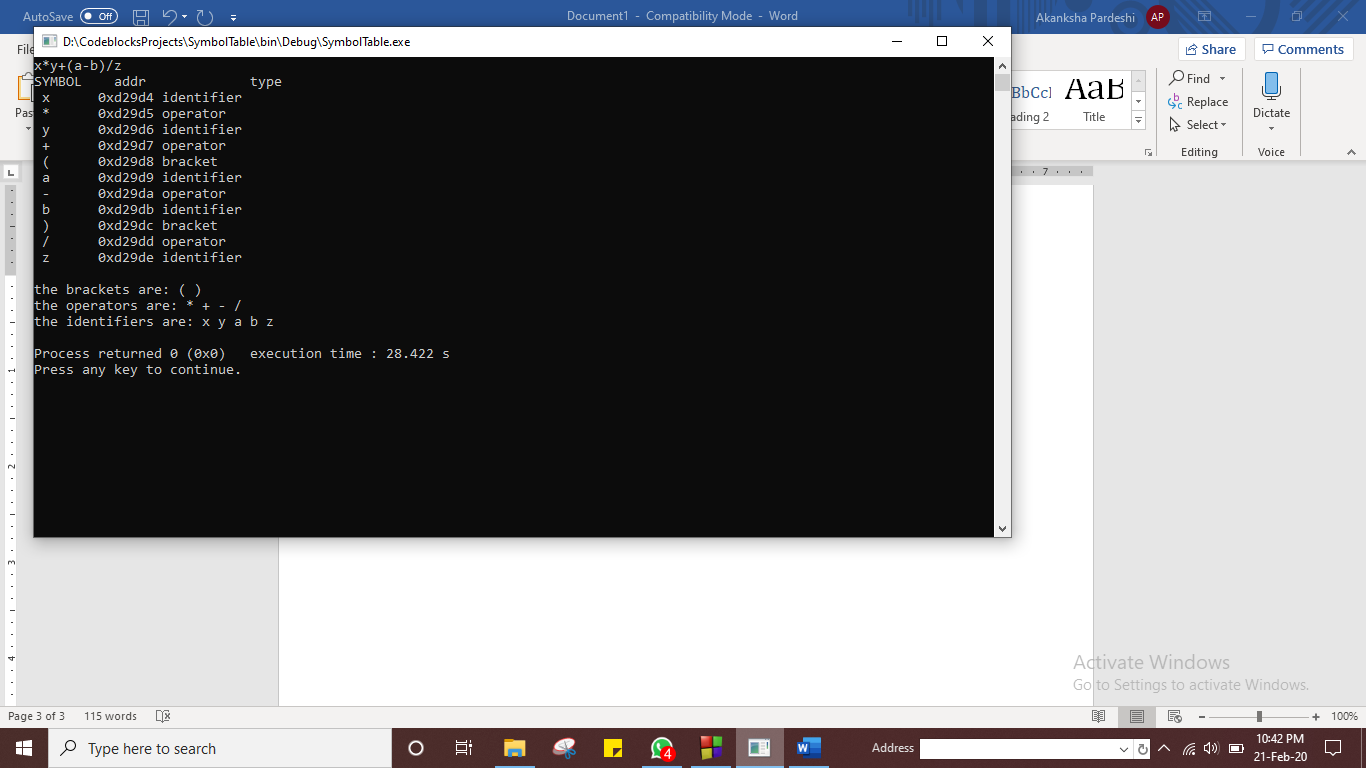 AutoSave Off Document1 - Compatibility Mode - Word Akanksha Pardeshi AP
D:\CodeblocksProjects\SymbolTable\bin\Debug\SymbolTable.exe
Share Comments
x*y+(a-b)/z
SYMBOL addr type
x 0xd29d4 identifier
* 0xd29d5 operator
y 0xd29d6 identifier
+ 0xd29d7 operator
( 0xd29d8 bracket
a 0xd29d9 identifier
- 0xd29da operator
b 0xd29db identifier
) 0xd29dc bracket
/ 0xd29dd operator
z 0xd29de identifier
the brackets are: ( )
the operators are: * + - /
the identifiers are: x y a b z
Process returned 0 (0x0) execution time : 28.422 s
Press any key to continue.
Title
Find
Replace
Select
Editing
Dictate
Voice
7
1
2
3
4
Activate Windows
Go to Settings to activate Windows.
Page 3 of 3 115 words 100%
Type here to search 4 Address 10:42 PM
21-Feb-20